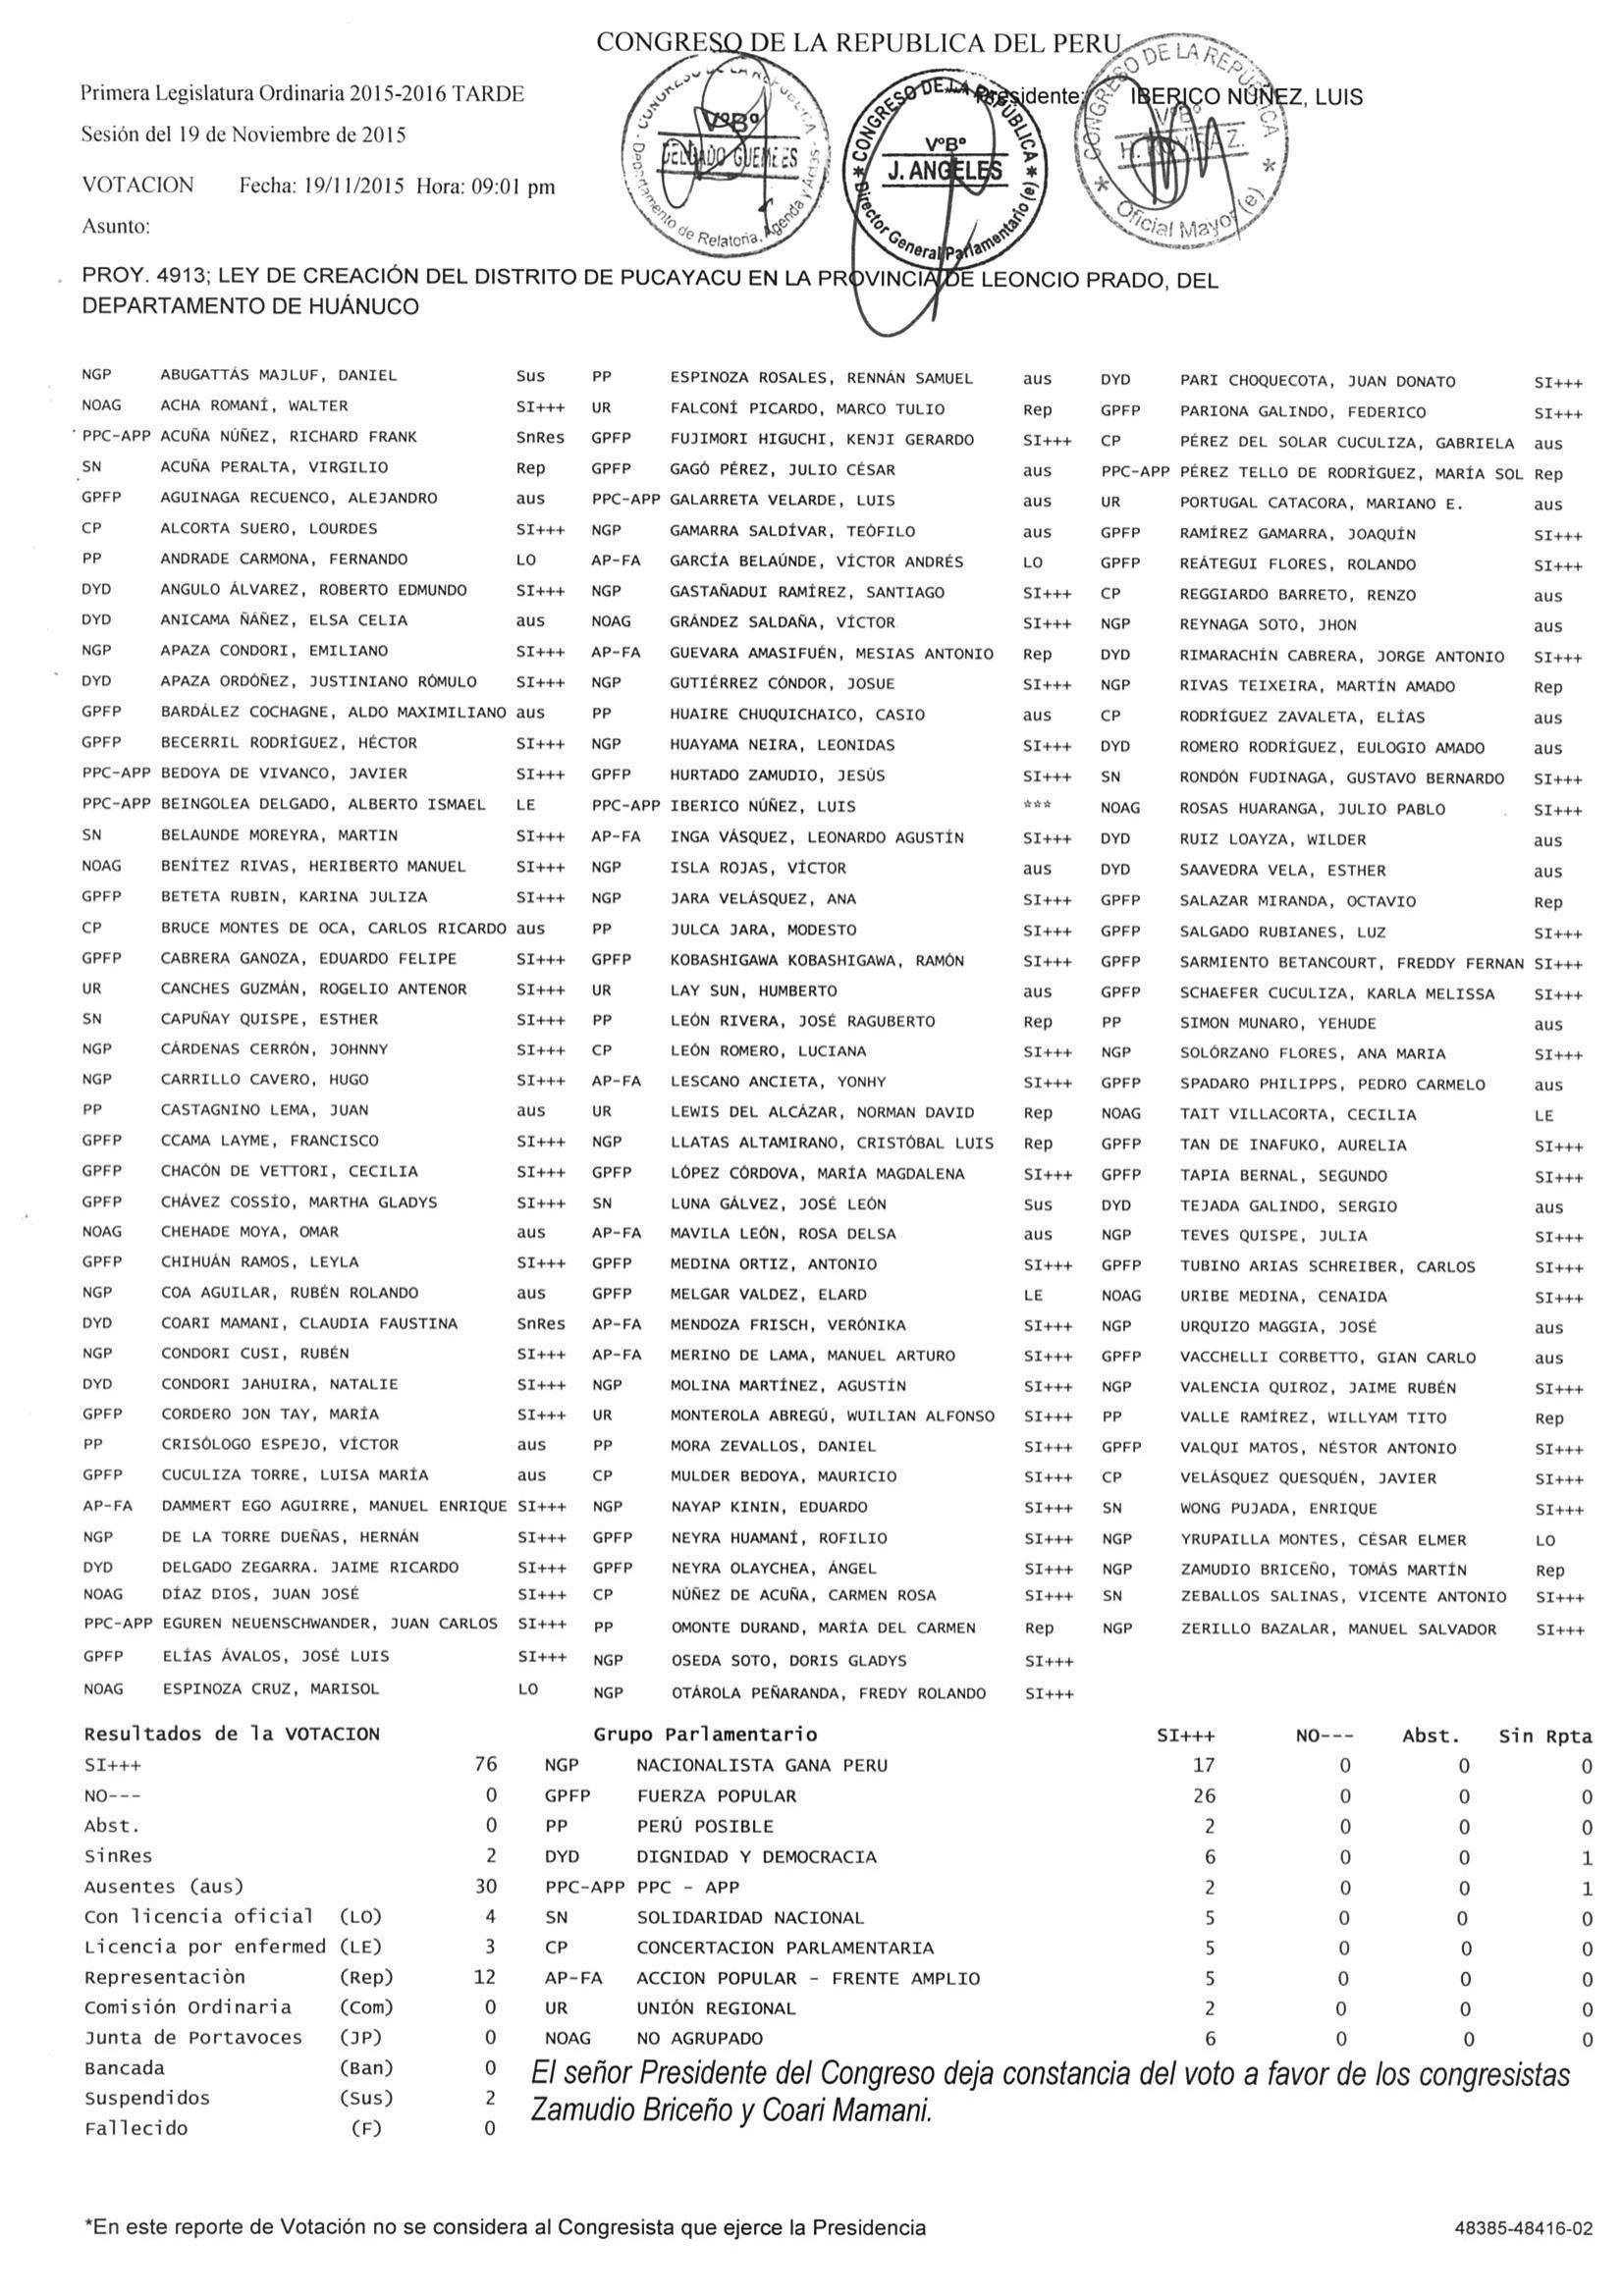 CONGRESO DE LA REPUBLICA DEL PERU
Primera Legislatura Ordinaria 2015-2016 TARDE
Presidente: IBERICO NÚÑEZ, LUIS
Sesión del 19 de Noviembre de 2015
VOTACION Fecha: 19/11/2015 Hora: 09:01 pm
Asunto:
VºBº
DELGADO GUEMBES
Departamento de Relatoria, Agenda y Actas
CONGRESO DE LA REPÚBLICA
VºBº
J. ANGELES
Director General Parlamentario (e)
CONGRESO DE LA REPÚBLICA
VºBº
Oficial Mayor (e)
PROY. 4913; LEY DE CREACIÓN DEL DISTRITO DE PUCAYACU EN LA PROVINCIA DE LEONCIO PRADO, DEL
DEPARTAMENTO DE HUÁNUCO
NGP ABUGATTÁS MAJLUF, DANIEL Sus PP ESPINOZA ROSALES, RENNÁN SAMUEL aus DYD PARI CHOQUECOTA, JUAN DONATO SI+++
NOAG ACHA ROMANÍ, WALTER SI+++ UR FALCONÍ PICARDO, MARCO TULIO Rep GPFP PARIONA GALINDO, FEDERICO SI+++
PPC-APP ACUÑA NÚÑEZ, RICHARD FRANK SnRes GPFP FUJIMORI HIGUCHI, KENJI GERARDO SI+++ CP PÉREZ DEL SOLAR CUCULIZA, GABRIELA aus
SN ACUÑA PERALTA, VIRGILIO Rep GPFP GAGÓ PÉREZ, JULIO CÉSAR aus PPC-APP PÉREZ TELLO DE RODRÍGUEZ, MARÍA SOL Rep
GPFP AGUINAGA RECUENCO, ALEJANDRO aus PPC-APP GALARRETA VELARDE, LUIS aus UR PORTUGAL CATACORA, MARIANO E. aus
CP ALCORTA SUERO, LOURDES SI+++ NGP GAMARRA SALDÍVAR, TEÓFILO aus GPFP RAMÍREZ GAMARRA, JOAQUÍN SI+++
PP ANDRADE CARMONA, FERNANDO LO AP-FA GARCÍA BELAÚNDE, VÍCTOR ANDRÉS LO GPFP REÁTEGUI FLORES, ROLANDO SI+++
DYD ANGULO ÁLVAREZ, ROBERTO EDMUNDO SI+++ NGP GASTAÑADUI RAMÍREZ, SANTIAGO SI+++ CP REGGIARDO BARRETO, RENZO aus
DYD ANICAMA ÑÁÑEZ, ELSA CELIA aus NOAG GRÁNDEZ SALDAÑA, VÍCTOR SI+++ NGP REYNAGA SOTO, JHON aus
NGP APAZA CONDORI, EMILIANO SI+++ AP-FA GUEVARA AMASIFUÉN, MESIAS ANTONIO Rep DYD RIMARACHÍN CABRERA, JORGE ANTONIO SI+++
DYD APAZA ORDÓÑEZ, JUSTINIANO RÓMULO SI+++ NGP GUTIÉRREZ CÓNDOR, JOSUE SI+++ NGP RIVAS TEIXEIRA, MARTÍN AMADO Rep
GPFP BARDÁLEZ COCHAGNE, ALDO MAXIMILIANO aus PP HUAIRE CHUQUICHAICO, CASIO aus CP RODRÍGUEZ ZAVALETA, ELÍAS aus
GPFP BECERRIL RODRÍGUEZ, HÉCTOR SI+++ NGP HUAYAMA NEIRA, LEONIDAS SI+++ DYD ROMERO RODRÍGUEZ, EULOGIO AMADO aus
PPC-APP BEDOYA DE VIVANCO, JAVIER SI+++ GPFP HURTADO ZAMUDIO, JESÚS SI+++ SN RONDÓN FUDINAGA, GUSTAVO BERNARDO SI+++
PPC-APP BEINGOLEA DELGADO, ALBERTO ISMAEL LE PPC-APP IBERICO NÚÑEZ, LUIS *** NOAG ROSAS HUARANGA, JULIO PABLO SI+++
SN BELAUNDE MOREYRA, MARTIN SI+++ AP-FA INGA VÁSQUEZ, LEONARDO AGUSTÍN SI+++ DYD RUIZ LOAYZA, WILDER aus
NOAG BENÍTEZ RIVAS, HERIBERTO MANUEL SI+++ NGP ISLA ROJAS, VÍCTOR aus DYD SAAVEDRA VELA, ESTHER aus
GPFP BETETA RUBIN, KARINA JULIZA SI+++ NGP JARA VELÁSQUEZ, ANA SI+++ GPFP SALAZAR MIRANDA, OCTAVIO Rep
CP BRUCE MONTES DE OCA, CARLOS RICARDO aus PP JULCA JARA, MODESTO SI+++ GPFP SALGADO RUBIANES, LUZ SI+++
GPFP CABRERA GANOZA, EDUARDO FELIPE SI+++ GPFP KOBASHIGAWA KOBASHIGAWA, RAMÓN SI+++ GPFP SARMIENTO BETANCOURT, FREDDY FERNAN SI+++
UR CANCHES GUZMÁN, ROGELIO ANTENOR SI+++ UR LAY SUN, HUMBERTO aus GPFP SCHAEFER CUCULIZA, KARLA MELISSA SI+++
SN CAPUÑAY QUISPE, ESTHER SI+++ PP LEÓN RIVERA, JOSÉ RAGUBERTO Rep PP SIMON MUNARO, YEHUDE aus
NGP CÁRDENAS CERRÓN, JOHNNY SI+++ CP LEÓN ROMERO, LUCIANA SI+++ NGP SOLÓRZANO FLORES, ANA MARIA SI+++
NGP CARRILLO CAVERO, HUGO SI+++ AP-FA LESCANO ANCIETA, YONHY SI+++ GPFP SPADARO PHILIPPS, PEDRO CARMELO aus
PP CASTAGNINO LEMA, JUAN aus UR LEWIS DEL ALCÁZAR, NORMAN DAVID Rep NOAG TAIT VILLACORTA, CECILIA LE
GPFP CCAMA LAYME, FRANCISCO SI+++ NGP LLATAS ALTAMIRANO, CRISTÓBAL LUIS Rep GPFP TAN DE INAFUKO, AURELIA SI+++
GPFP CHACÓN DE VETTORI, CECILIA SI+++ GPFP LÓPEZ CÓRDOVA, MARÍA MAGDALENA SI+++ GPFP TAPIA BERNAL, SEGUNDO SI+++
GPFP CHÁVEZ COSSÍO, MARTHA GLADYS SI+++ SN LUNA GÁLVEZ, JOSÉ LEÓN Sus DYD TEJADA GALINDO, SERGIO aus
NOAG CHEHADE MOYA, OMAR aus AP-FA MAVILA LEÓN, ROSA DELSA aus NGP TEVES QUISPE, JULIA SI+++
GPFP CHIHUÁN RAMOS, LEYLA SI+++ GPFP MEDINA ORTIZ, ANTONIO SI+++ GPFP TUBINO ARIAS SCHREIBER, CARLOS SI+++
NGP COA AGUILAR, RUBÉN ROLANDO aus GPFP MELGAR VALDEZ, ELARD LE NOAG URIBE MEDINA, CENAIDA SI+++
DYD COARI MAMANI, CLAUDIA FAUSTINA SnRes AP-FA MENDOZA FRISCH, VERÓNIKA SI+++ NGP URQUIZO MAGGIA, JOSÉ aus
NGP CONDORI CUSI, RUBÉN SI+++ AP-FA MERINO DE LAMA, MANUEL ARTURO SI+++ GPFP VACCHELLI CORBETTO, GIAN CARLO aus
DYD CONDORI JAHUIRA, NATALIE SI+++ NGP MOLINA MARTÍNEZ, AGUSTÍN SI+++ NGP VALENCIA QUIROZ, JAIME RUBÉN SI+++
GPFP CORDERO JON TAY, MARÍA SI+++ UR MONTEROLA ABREGÚ, WUILIAN ALFONSO SI+++ PP VALLE RAMÍREZ, WILLYAM TITO Rep
PP CRISÓLOGO ESPEJO, VÍCTOR aus PP MORA ZEVALLOS, DANIEL SI+++ GPFP VALQUI MATOS, NÉSTOR ANTONIO SI+++
GPFP CUCULIZA TORRE, LUISA MARÍA aus CP MULDER BEDOYA, MAURICIO SI+++ CP VELÁSQUEZ QUESQUÉN, JAVIER SI+++
AP-FA DAMMERT EGO AGUIRRE, MANUEL ENRIQUE SI+++ NGP NAYAP KININ, EDUARDO SI+++ SN WONG PUJADA, ENRIQUE SI+++
NGP DE LA TORRE DUEÑAS, HERNÁN SI+++ GPFP NEYRA HUAMANÍ, ROFILIO SI+++ NGP YRUPAILLA MONTES, CÉSAR ELMER LO
DYD DELGADO ZEGARRA. JAIME RICARDO SI+++ GPFP NEYRA OLAYCHEA, ÁNGEL SI+++ NGP ZAMUDIO BRICEÑO, TOMÁS MARTÍN Rep
NOAG DÍAZ DIOS, JUAN JOSÉ SI+++ CP NÚÑEZ DE ACUÑA, CARMEN ROSA SI+++ SN ZEBALLOS SALINAS, VICENTE ANTONIO SI+++
PPC-APP EGUREN NEUENSCHWANDER, JUAN CARLOS SI+++ PP OMONTE DURAND, MARÍA DEL CARMEN Rep NGP ZERILLO BAZALAR, MANUEL SALVADOR SI+++
GPFP ELÍAS ÁVALOS, JOSÉ LUIS SI+++ NGP OSEDA SOTO, DORIS GLADYS SI+++
NOAG ESPINOZA CRUZ, MARISOL LO NGP OTÁROLA PEÑARANDA, FREDY ROLANDO SI+++
Resultados de la VOTACION Grupo Parlamentario SI+++ NO--- Abst. Sin Rpta
SI+++ 76 NGP NACIONALISTA GANA PERU 17 0 0 0
NO--- 0 GPFP FUERZA POPULAR 26 0 0 0
Abst. 0 PP PERÚ POSIBLE 2 0 0 0
SinRes 2 DYD DIGNIDAD Y DEMOCRACIA 6 0 0 1
Ausentes (aus) 30 PPC-APP PPC - APP 2 0 0 1
Con licencia oficial (LO) 4 SN SOLIDARIDAD NACIONAL 5 0 0 0
Licencia por enfermed (LE) 3 CP CONCERTACION PARLAMENTARIA 5 0 0 0
Representaciòn (Rep) 12 AP-FA ACCION POPULAR - FRENTE AMPLIO 5 0 0 0
Comisión Ordinaria (Com) 0 UR UNIÓN REGIONAL 2 0 0 0
Junta de Portavoces (JP) 0 NOAG NO AGRUPADO 6 0 0 0
Bancada (Ban) 0
Suspendidos (Sus) 2
Fallecido (F) 0
El señor Presidente del Congreso deja constancia del voto a favor de los congresistas
Zamudio Briceño y Coari Mamani.
*En este reporte de Votación no se considera al Congresista que ejerce la Presidencia
48385-48416-02